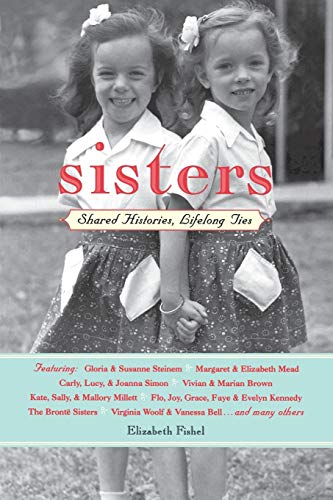 sisters
Shared Histories, Lifelong Ties
Featuring: Gloria & Susanne Steinem & Margaret & Elizabeth Mead
Carly, Lucy, & Joanna Simon & Vivian & Marian Brown
Kate, Sally, & Mallory Millett & Flo, Joy, Grace, Faye & Evelyn Kennedy
The Brontë Sisters & Virginia Woolf & Vanessa Bell . . . and many others
Elizabeth Fishel